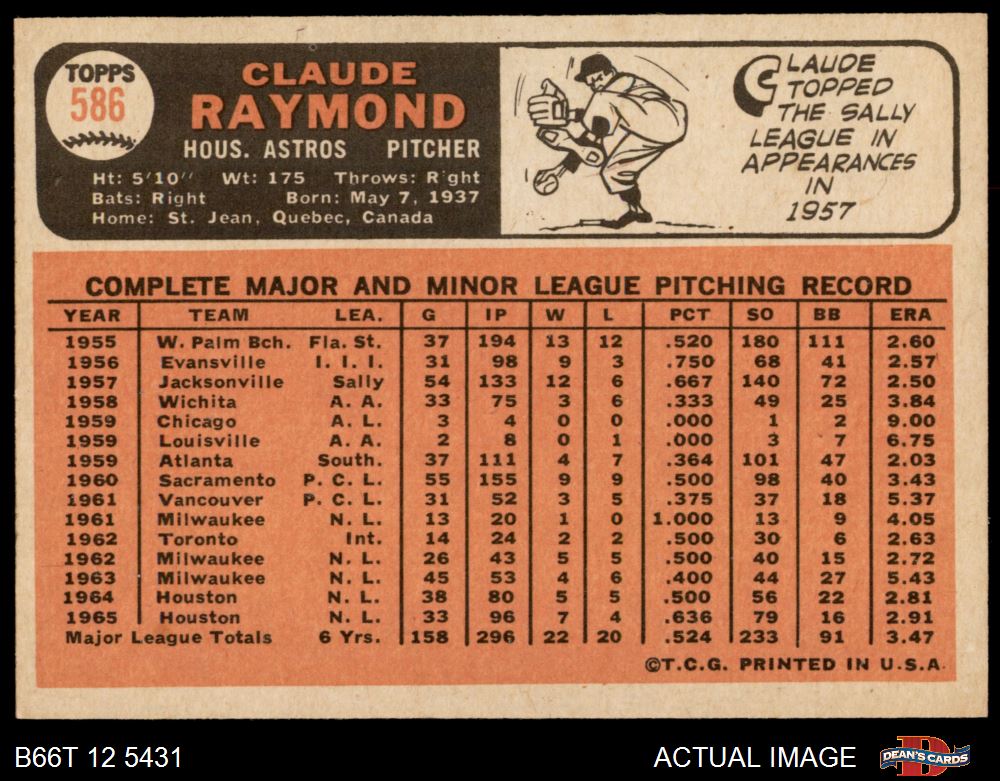 TOPPS
586
CLAUDE
RAYMOND
HOUS. ASTROS PITCHER
Ht: 5'10" Wt: 175 Throws: Right
Bats: Right Born: May 7, 1937
Home: St. Jean, Quebec, Canada
CLAUDE
TOPPED
THE SALLY
LEAGUE IN
APPEARANCES
IN
1957
COMPLETE MAJOR AND MINOR LEAGUE PITCHING RECORD
YEAR TEAM LEA. G IP W L PCT SO BB ERA
1955 W. Palm Bch. Fla. St. 37 194 13 12 .520 180 111 2.60
1956 Evansville I. I. I. 31 98 9 3 .750 68 41 2.57
1957 Jacksonville Sally 54 133 12 6 .667 140 72 2.50
1958 Wichita A. A. 33 75 3 6 .333 49 25 3.84
1959 Chicago A. L. 3 4 0 0 .000 1 2 9.00
1959 Louisville A. A. 2 8 0 1 .000 3 7 6.75
1959 Atlanta South. 37 111 4 7 .364 101 47 2.03
1960 Sacramento P. C. L. 55 155 9 9 .500 98 40 3.43
1961 Vancouver P. C. L. 31 52 3 5 .375 37 18 5.37
1961 Milwaukee N. L. 13 20 1 0 1.000 13 9 4.05
1962 Toronto Int. 14 24 2 2 .500 30 6 2.63
1962 Milwaukee N. L. 26 43 5 5 .500 40 15 2.72
1963 Milwaukee N. L. 45 53 4 6 .400 44 27 5.43
1964 Houston N. L. 38 80 5 5 .500 56 22 2.81
1965 Houston N. L. 33 96 7 4 .636 79 16 2.91
Major League Totals 6 Yrs. 158 296 22 20 .524 233 91 3.47
©T.C.G. PRINTED IN U.S.A.
B66T 12 5431
ACTUAL IMAGE
DEAN'S CARDS